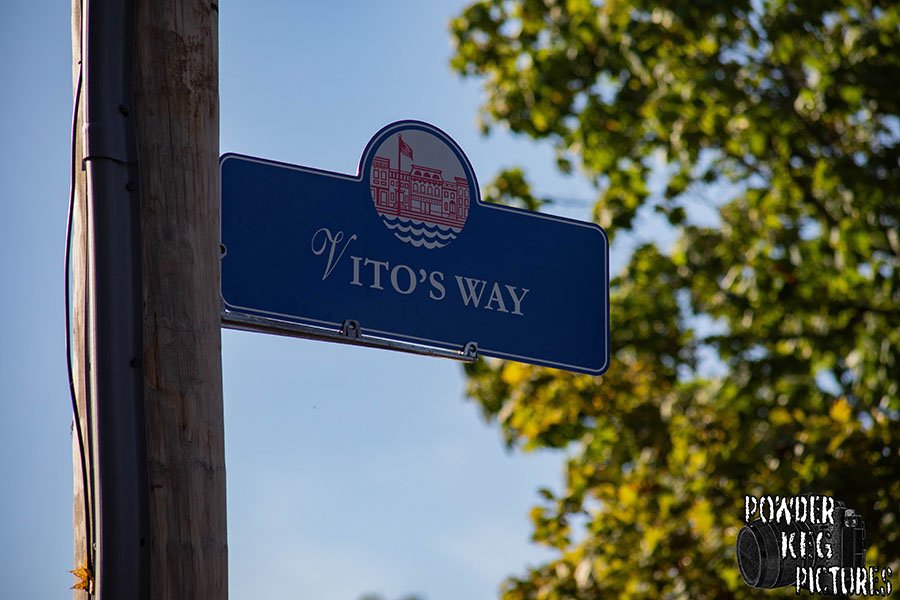 VITO'S WAY
POWDER
KEG
PICTURES